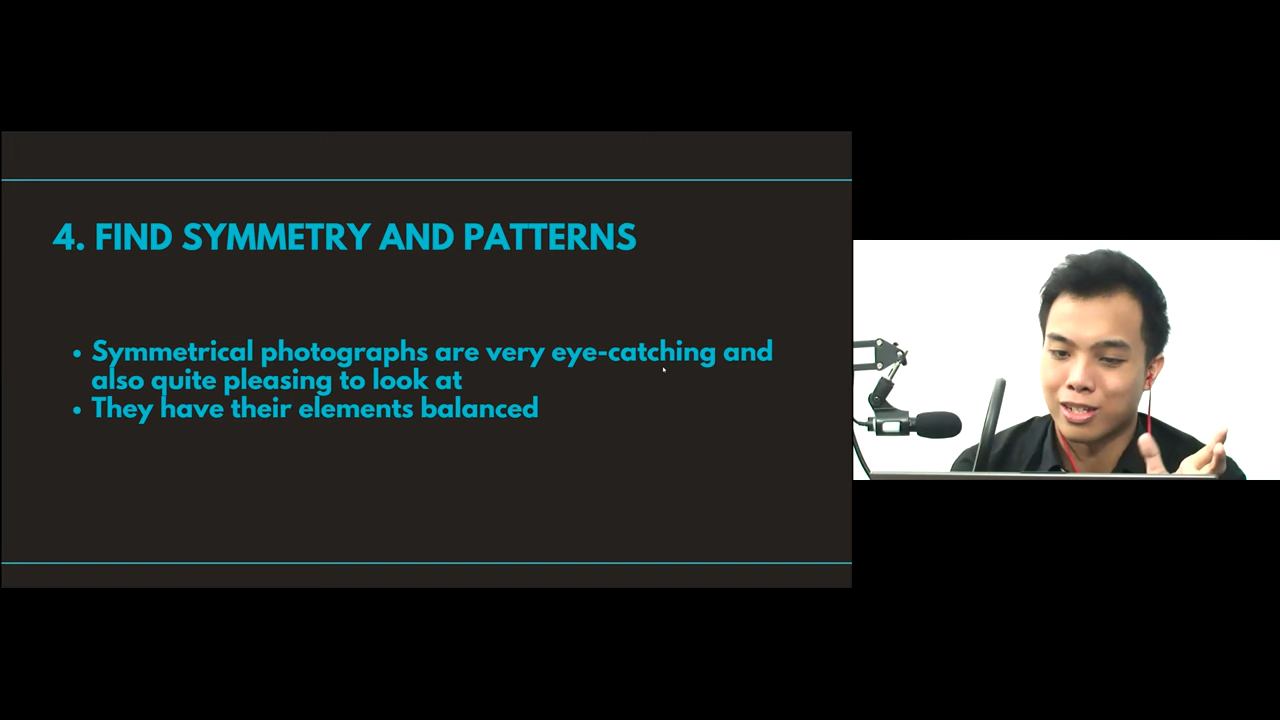 4. FIND SYMMETRY AND PATTERNS
• Symmetrical photographs are very eye-catching and
also quite pleasing to look at
• They have their elements balanced